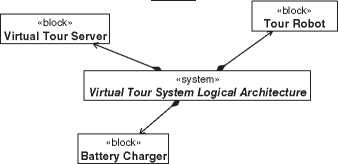 «block»
Tour Robot
«block»
Virtual Tour Server
«system»
Virtual Tour System Logical Architecture
«block»
Battery Charger